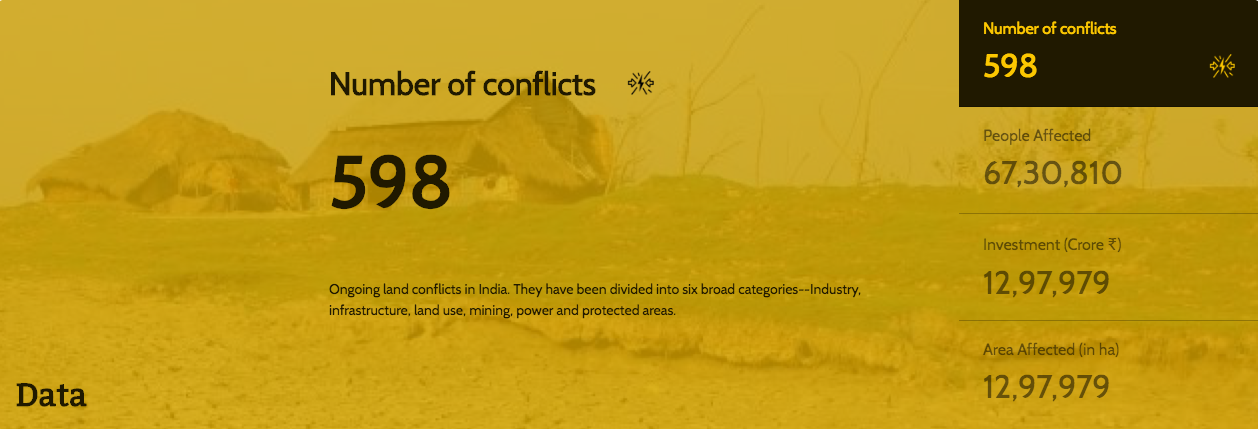 Number of conflicts
598
Ongoing land conflicts in India. They have been divided into six broad categories--Industry,
infrastructure, land use, mining, power and protected areas.
Data
Number of conflicts
598
People Affected
67,30,810
Investment (Crore ₹)
12,97,979
Area Affected (in ha)
12,97,979